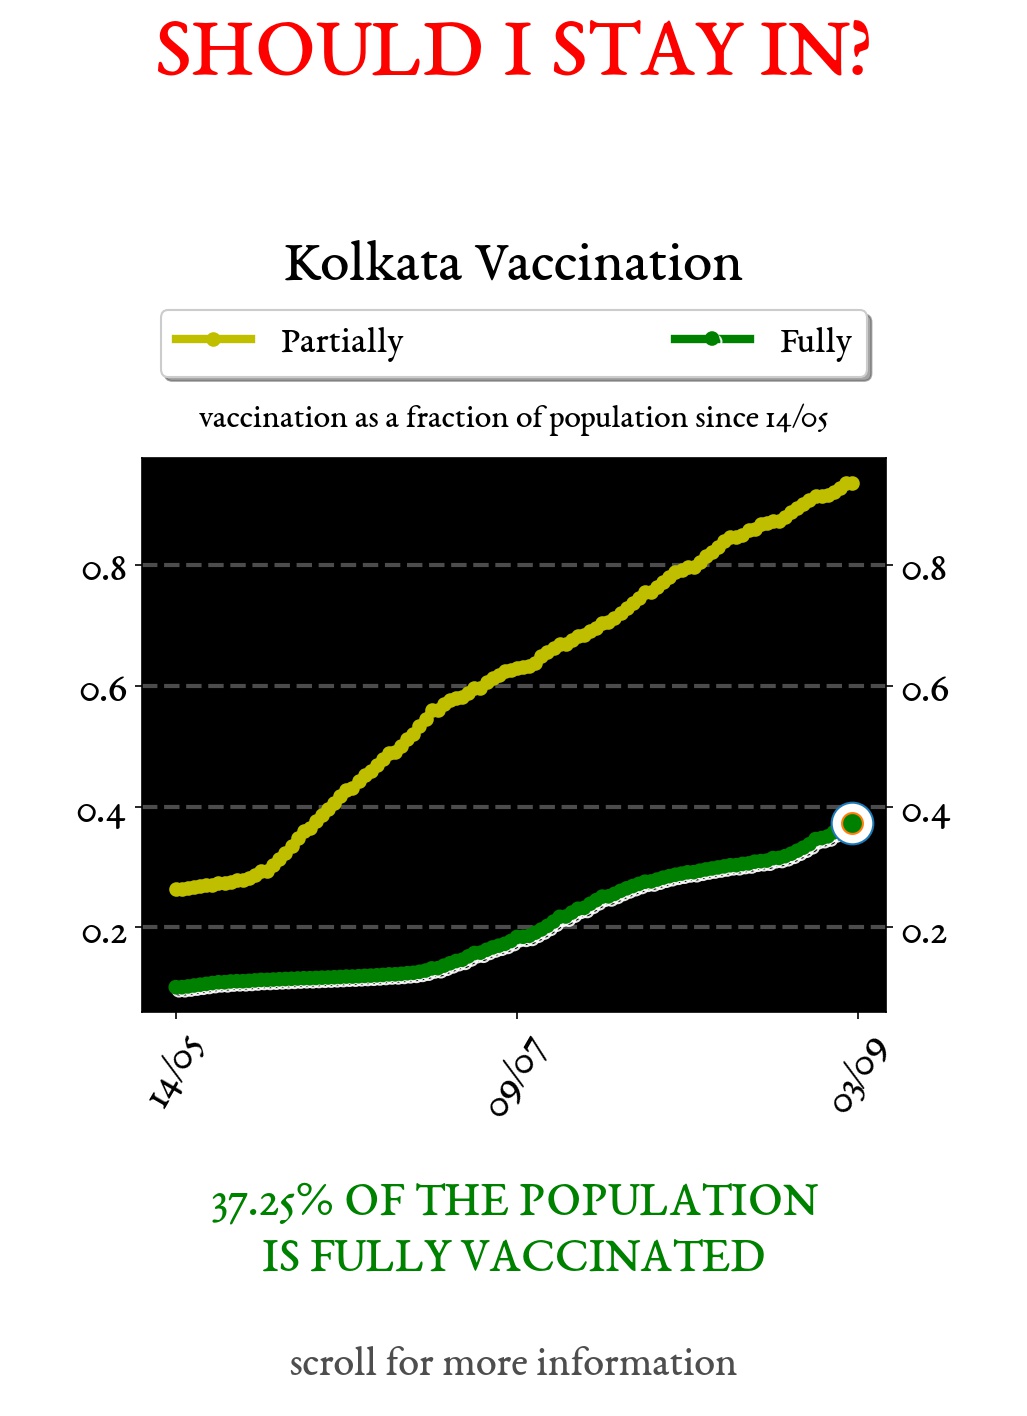 SHOULD I STAY IN?
Kolkata Vaccination
Partially Fully
vaccination as a fraction of population since 14/05
0.8 0.8
0.6 0.6
0.4 0.4
0.2 0.2
14/05 09/07 03/09
37.25% OF THE POPULATION
IS FULLY VACCINATED
scroll for more information